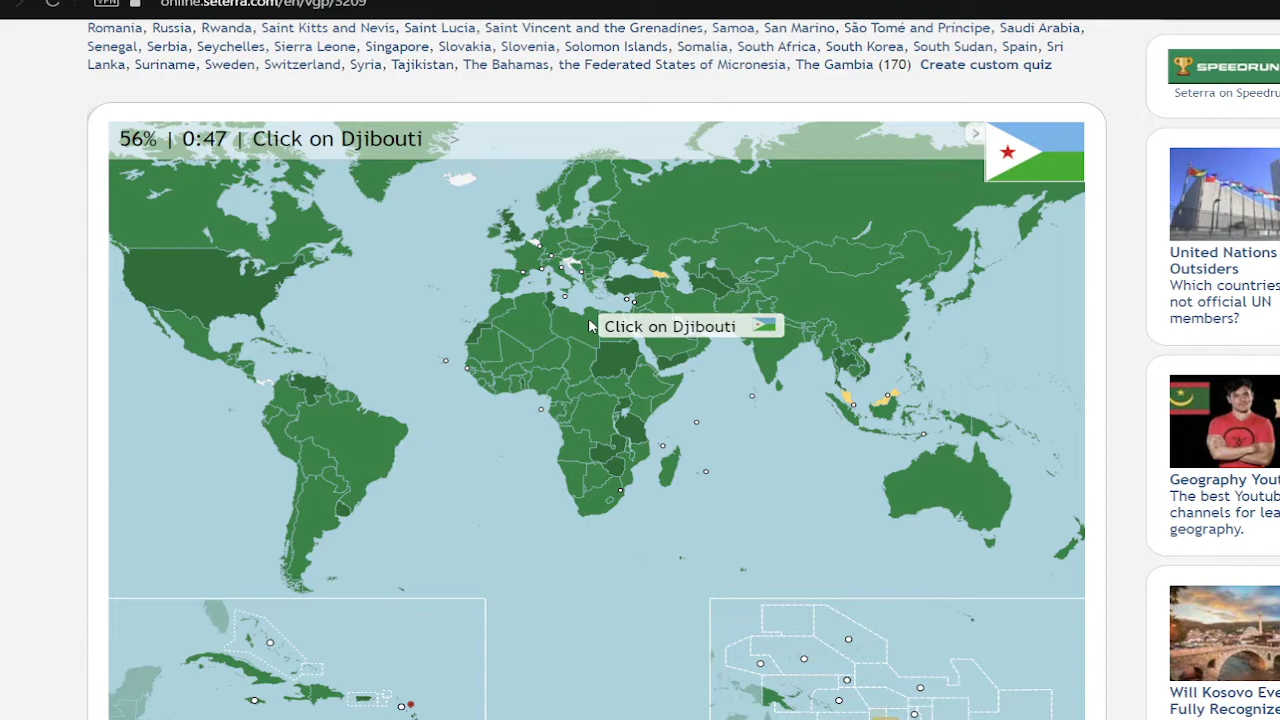 VPN
online.seterra.com/en/vgp/3209
Romania, Russia, Rwanda, Saint Kitts and Nevis, Saint Lucia, Saint Vincent and the Grenadines, Samoa, San Marino, São Tomé and Príncipe, Saudi Arabia,
Senegal, Serbia, Seychelles, Sierra Leone, Singapore, Slovakia, Slovenia, Solomon Islands, Somalia, South Africa, South Korea, South Sudan, Spain, Sri
Lanka, Suriname, Sweden, Switzerland, Syria, Tajikistan, The Bahamas, the Federated States of Micronesia, The Gambia (170) Create custom quiz
56% | 0:47 | Click on Djibouti
Click on Djibouti
SPEEDRUN
Seterra on Speedru
United Nations
Outsiders
Which countries
not official UN
members?
Geography Yout
The best Youtub
channels for lea
geography.
Will Kosovo Eve
Fully Recognize